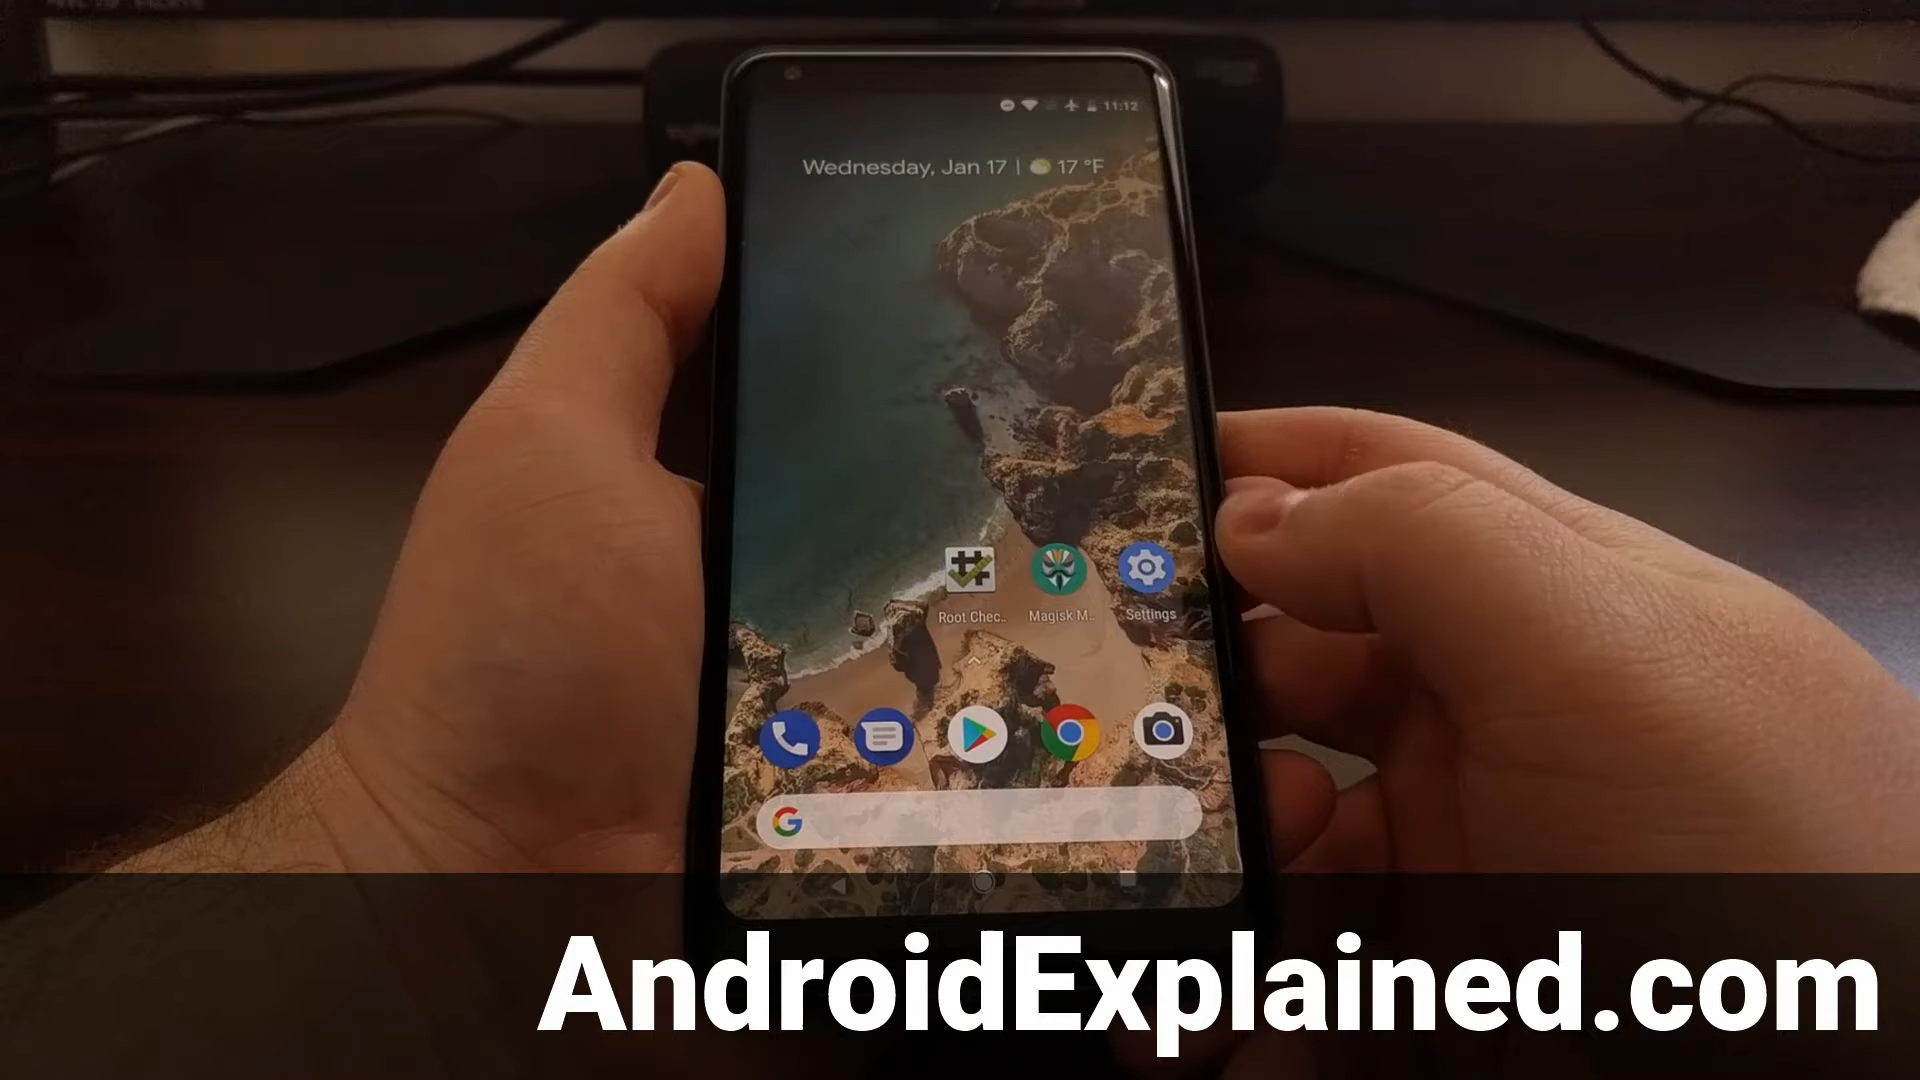 11:12
Wednesday, Jan 17 | 17 °F
Root Chec..
Magisk M..
Settings
G
AndroidExplained.com